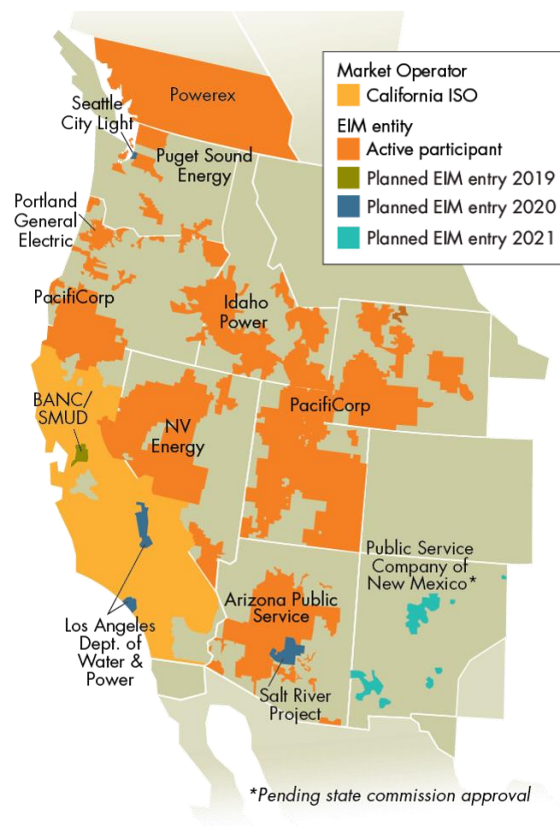 Market Operator
California ISO
EIM entity
Active participant
Planned EIM entry 2019
Planned EIM entry 2020
Planned EIM entry 2021
Powerex
Seattle
City Light
Puget Sound
Energy
Portland
General
Electric
PacifiCorp
Idaho
Power
BANC/
SMUD
NV
Energy
PacifiCorp
Public Service
Company of
New Mexico*
Arizona Public
Service
Los Angeles
Dept. of
Water &
Power
Salt River
Project
*Pending state commission approval